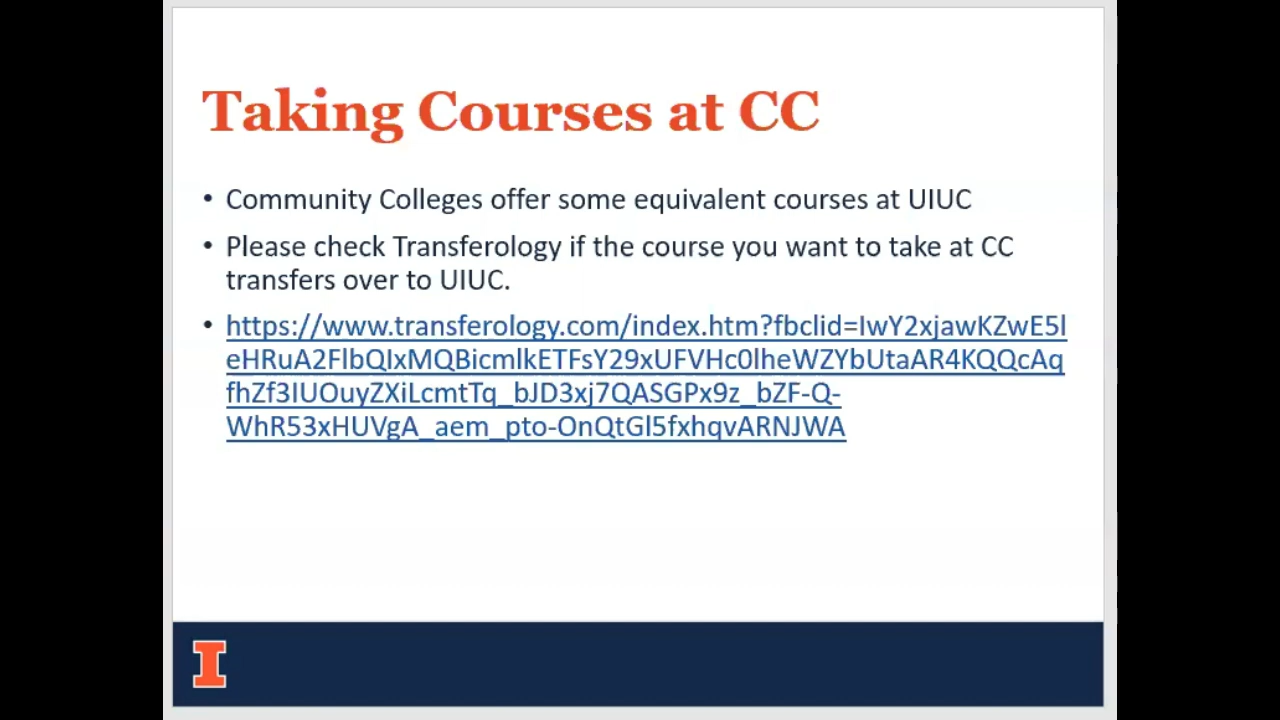 Taking Courses at CC
• Community Colleges offer some equivalent courses at UIUC
• Please check Transferology if the course you want to take at CC
transfers over to UIUC.
• https://www.transferology.com/index.htm?fbclid=IwY2xjawKZwE5l
eHRuA2FlbQIxMQBicmlkETFsY29xUFVHc0lheWZYbUtaAR4KQQcAq
fhZf3IUOuyZXiLcmtTq_bJD3xj7QASGPx9z_bZF-Q-
WhR53xHUVgA_aem_pto-OnQtGl5fxhqvARNJWA
I